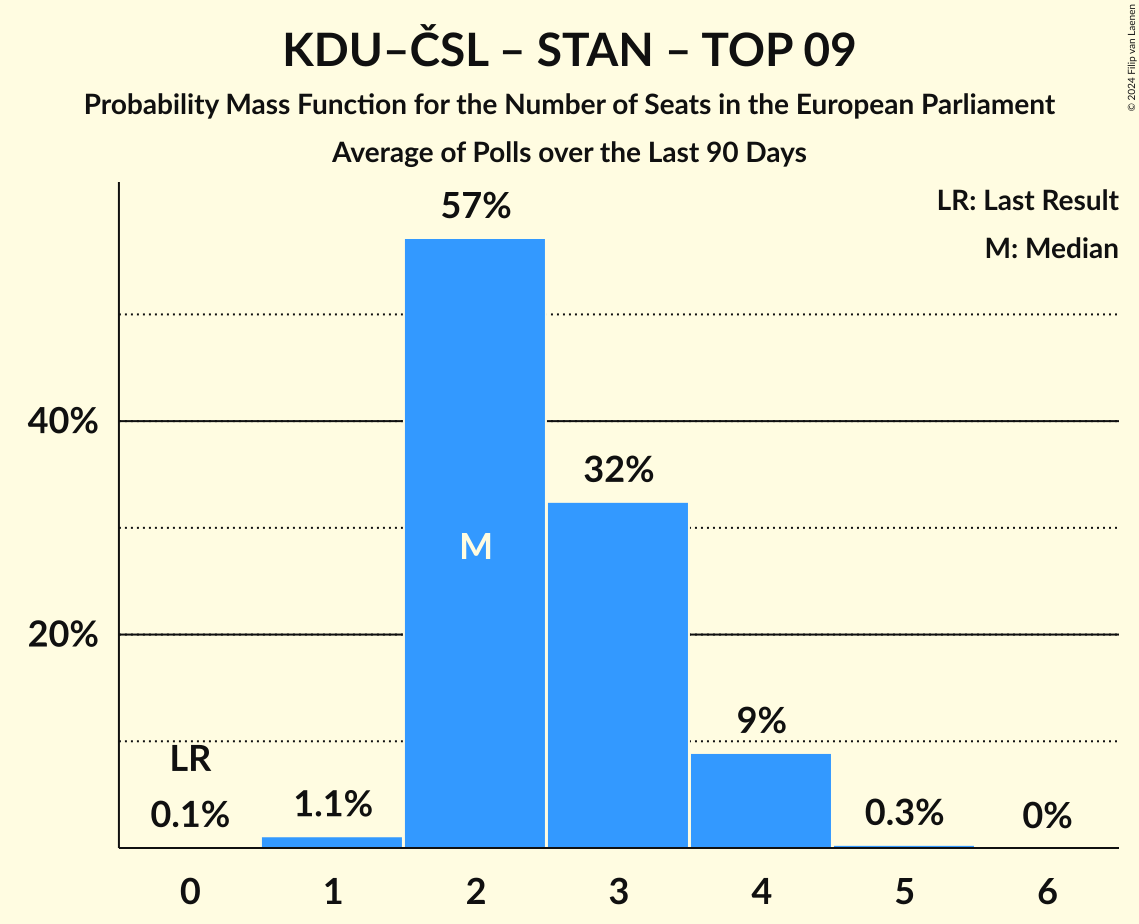 KDU–ČSL – STAN – TOP 09
Probability Mass Function for the Number of Seats in the European Parliament
Average of Polls over the Last 90 Days
© 2024 Filip van Laenen
LR: Last Result
M: Median
57%
40%
32%
M
20%
9%
LR
0.1%
1.1%
0.3%
0%
0 1 2 3 4 5 6